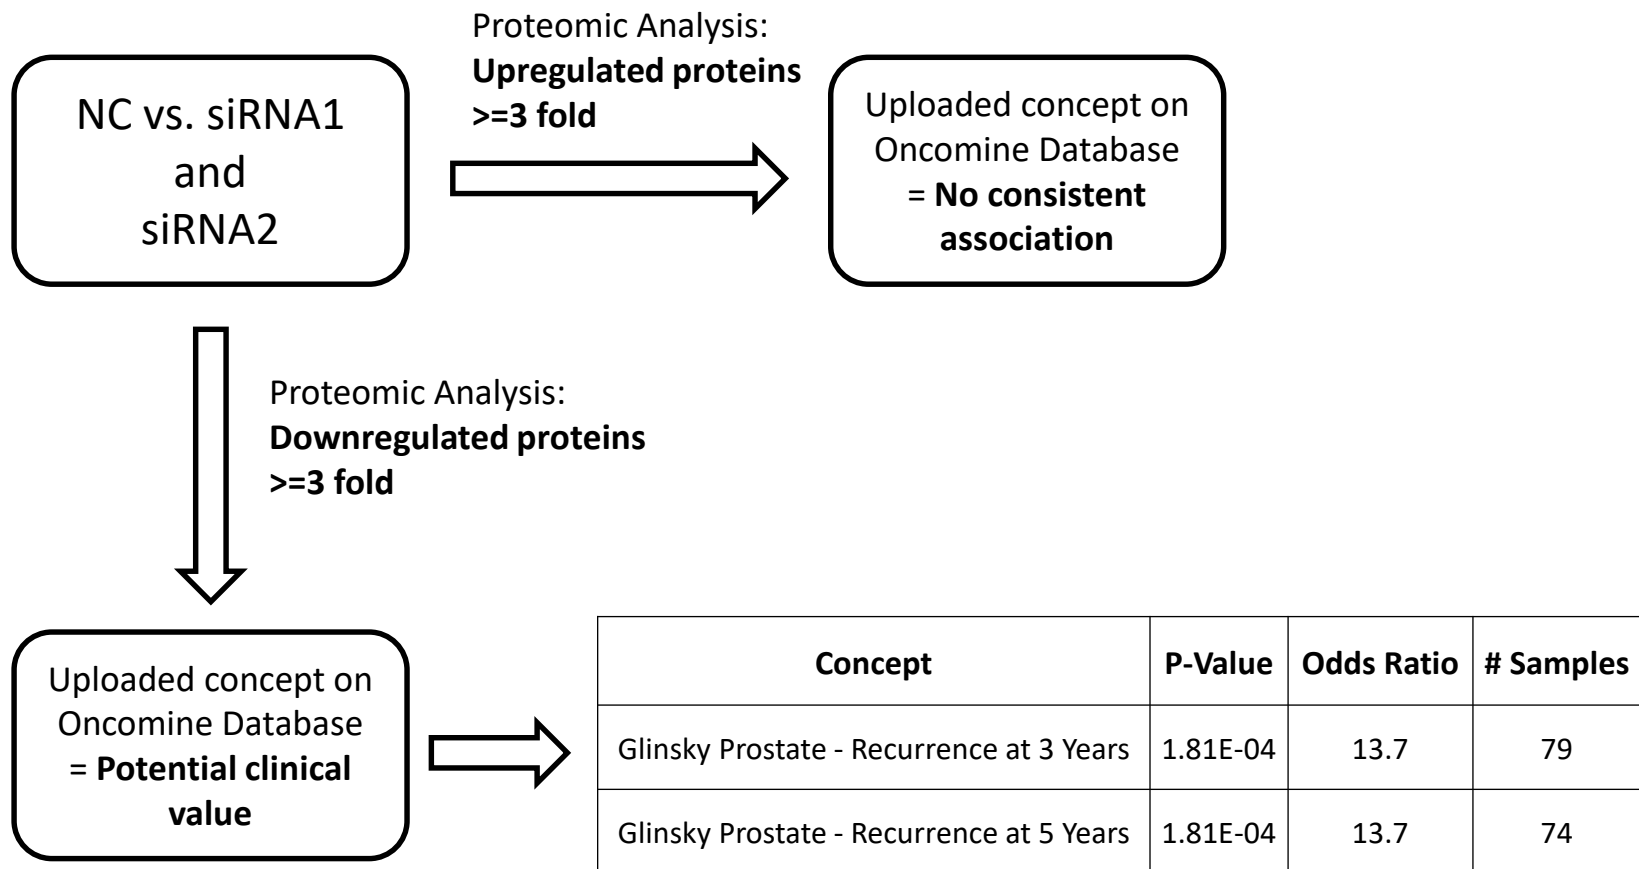 Proteomic Analysis:
Upregulated proteins
>=3 fold
NC vs. siRNA1
and
siRNA2
Uploaded concept on
Oncomine Database
= No consistent
association
Proteomic Analysis:
Downregulated proteins
>=3 fold
Uploaded concept on
Oncomine Database
= Potential clinical
value
Concept P-Value Odds Ratio # Samples
Glinsky Prostate - Recurrence at 3 Years 1.81E-04 13.7 79
Glinsky Prostate - Recurrence at 5 Years 1.81E-04 13.7 74